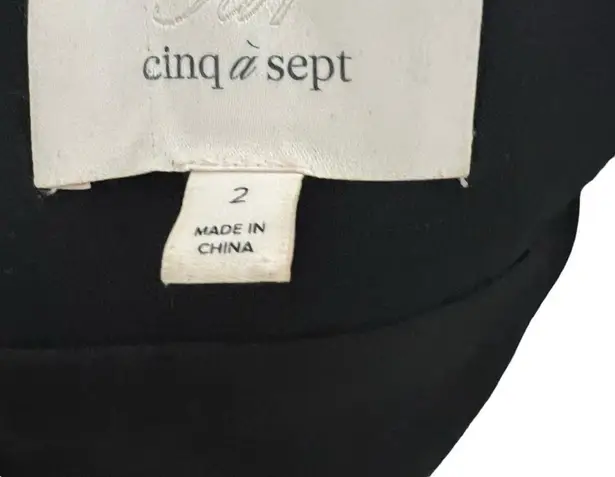 cinq à sept
2
MADE IN
CHINA